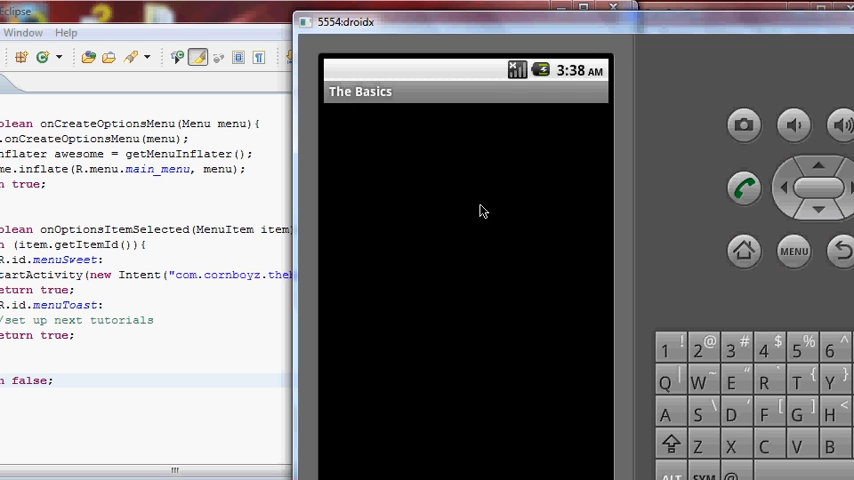 Eclipse
5554:droidx
Window Help
3:38 AM
The Basics
olean onCreateOptionsMenu(Menu menu){
.onCreateOptionsMenu(menu);
nflater awesome = getMenuInflater();
me.inflate(R.menu.main_menu, menu);
n true;
olean onOptionsItemSelected(MenuItem item)
h (item.getItemId()){
R.id.menuSweet:
tartActivity(new Intent("com.cornboyz.theb
eturn true;
R.id.menuToast:
/set up next tutorials
eturn true;
n false;
MENU
1 ! 2 @ 3 # 4 $ 5 % 6 ^
Q | W ~ E " R ` T { Y }
A S \ D ' F [ G ] H <
Z X C V B N
ALT SYM @